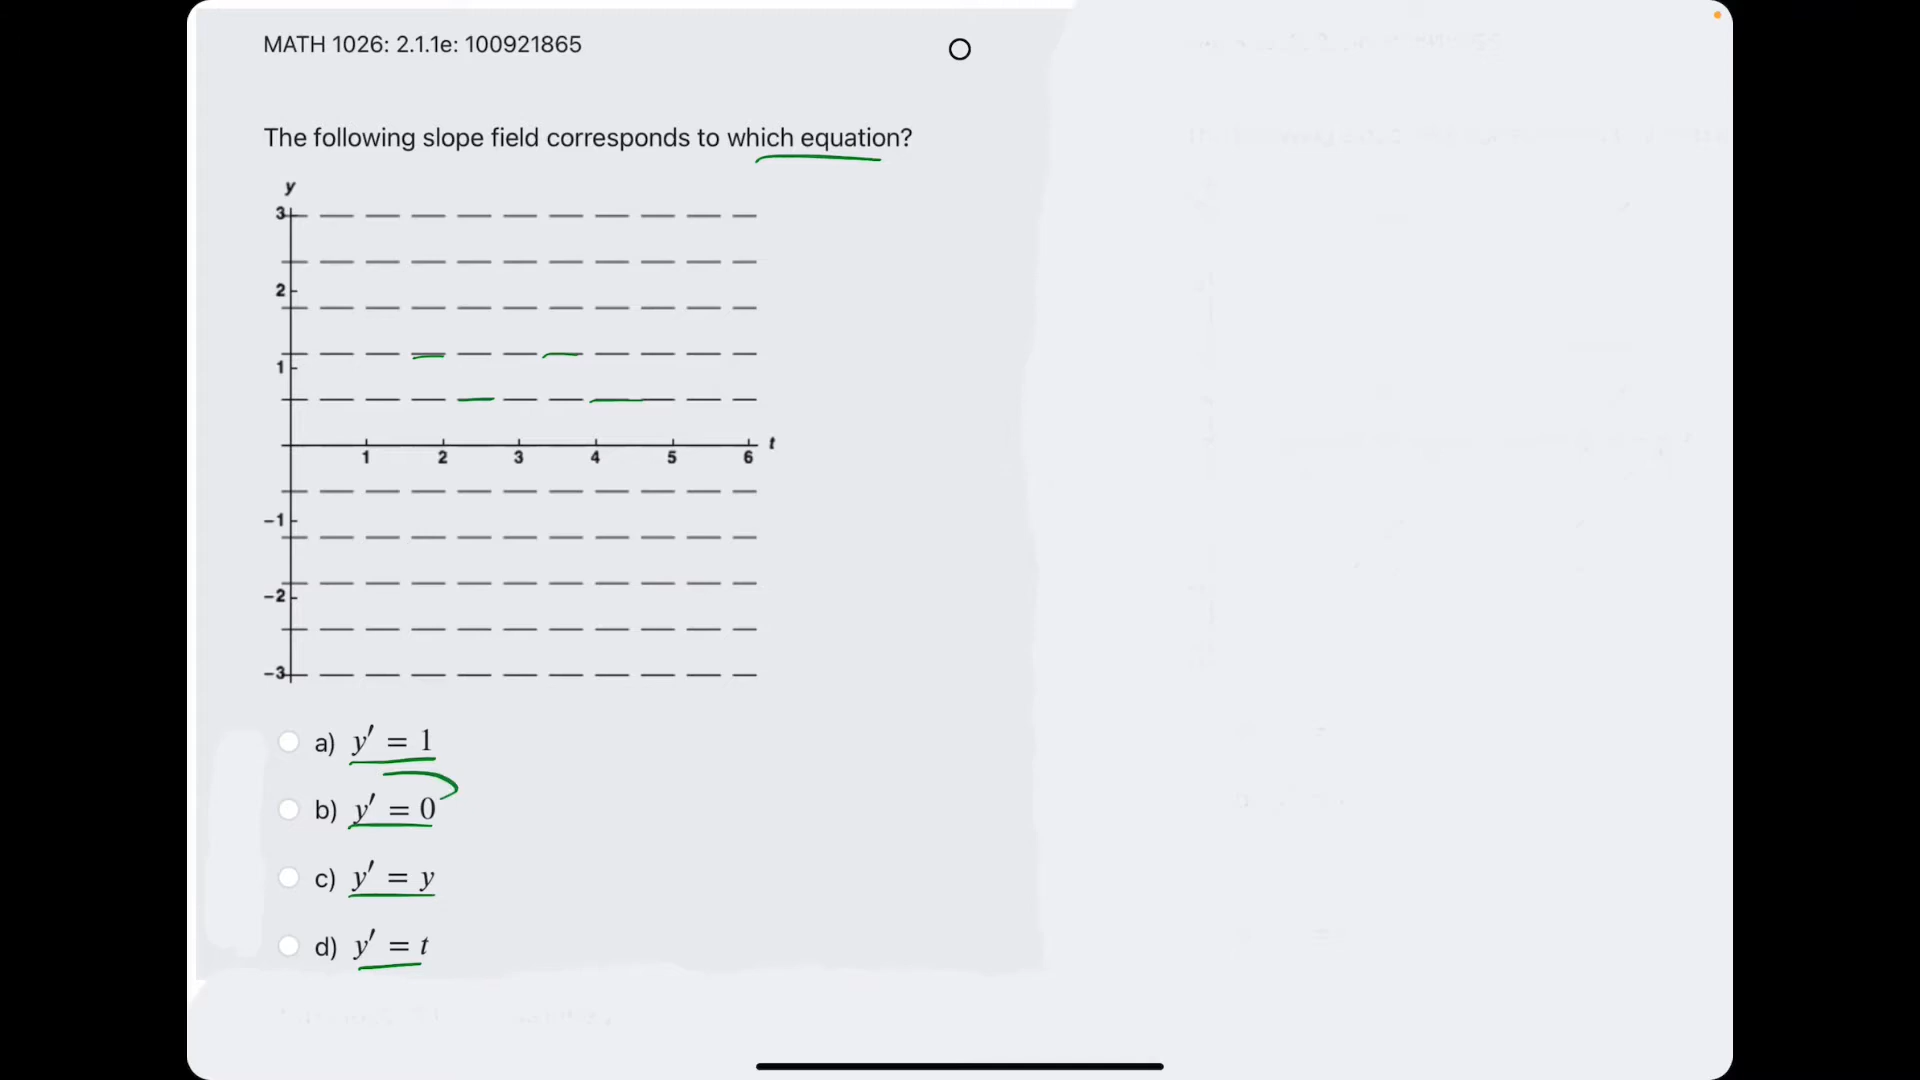 MATH 1026: 2.1.1e: 100921865
The following slope field corresponds to which equation?
y
3
2
1
t
1 2 3 4 5 6
−1
−2
−3
a) y′ = 1
b) y′ = 0
c) y′ = y
d) y′ = t